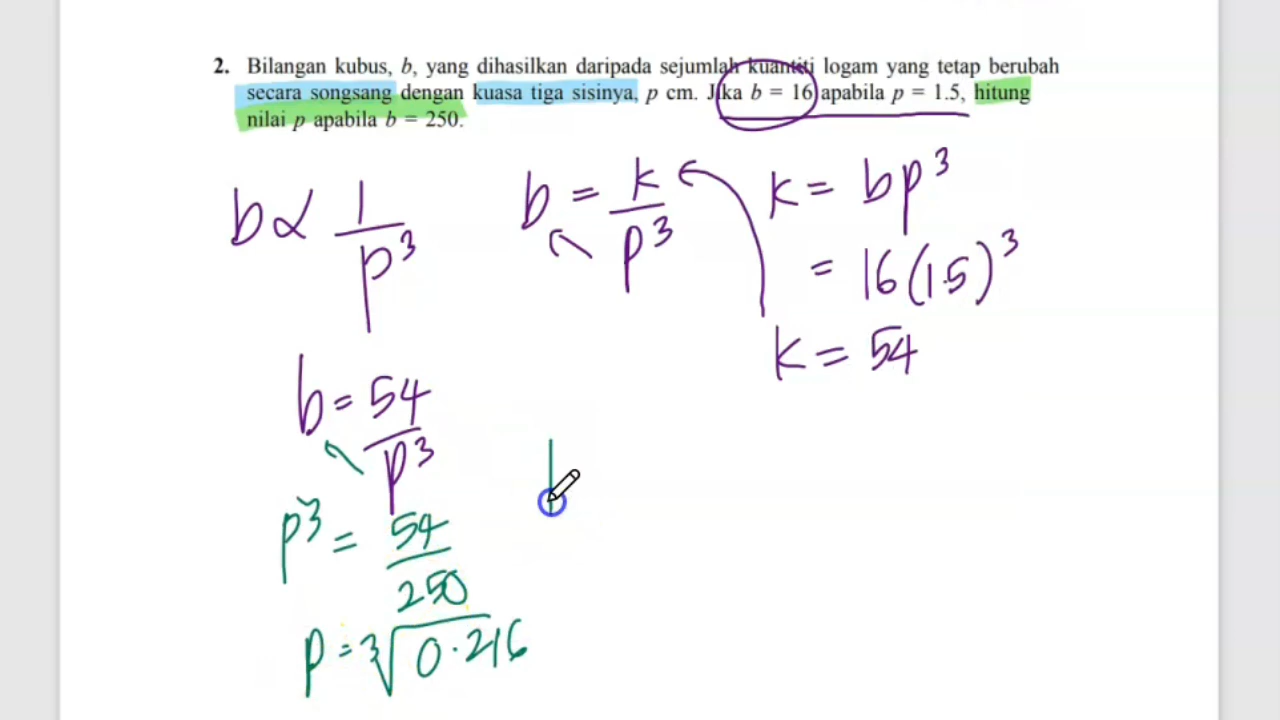 2. Bilangan kubus, b, yang dihasilkan daripada sejumlah kuantiti logam yang tetap berubah
secara songsang dengan kuasa tiga sisinya, p cm. Jika b = 16 apabila p = 1.5, hitung
nilai p apabila b = 250.
b ∝ 1/p³
b = k/p³
k = bp³
= 16(1.5)³
k = 54
b = 54/p³
p³ = 54/250
p = ³√0.216